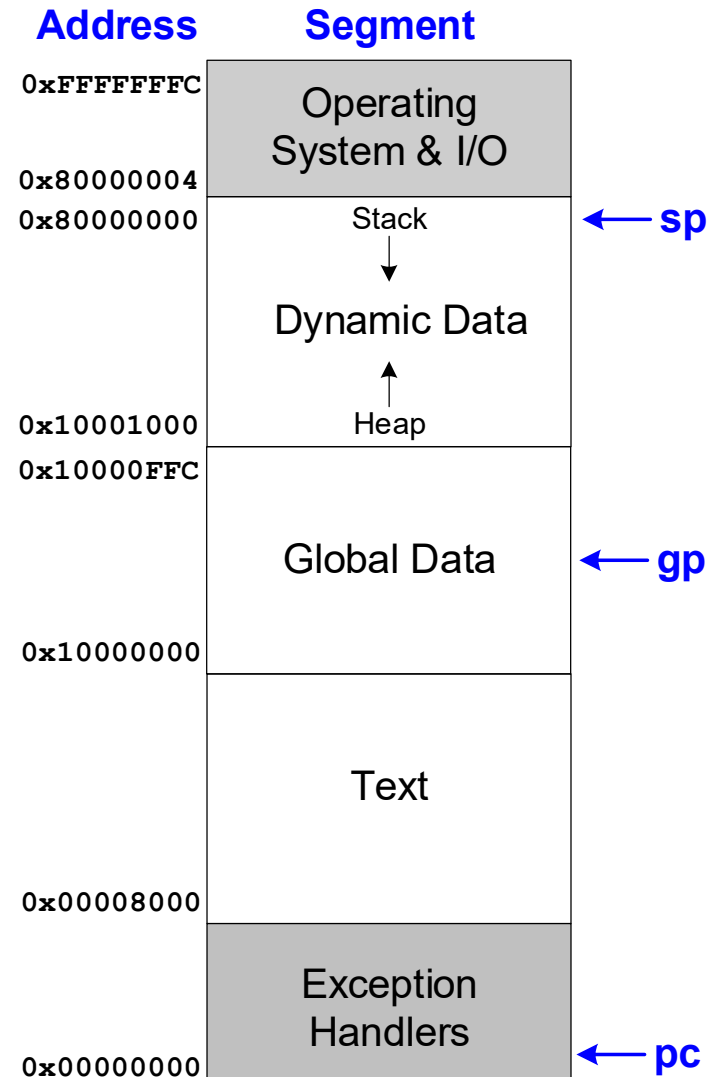 Address Segment
0xFFFFFFFC
Operating
System & I/O
0x80000004
0x80000000 Stack sp
Dynamic Data
0x10001000 Heap
0x10000FFC
Global Data gp
0x10000000
Text
0x00008000
Exception
Handlers
0x00000000 pc